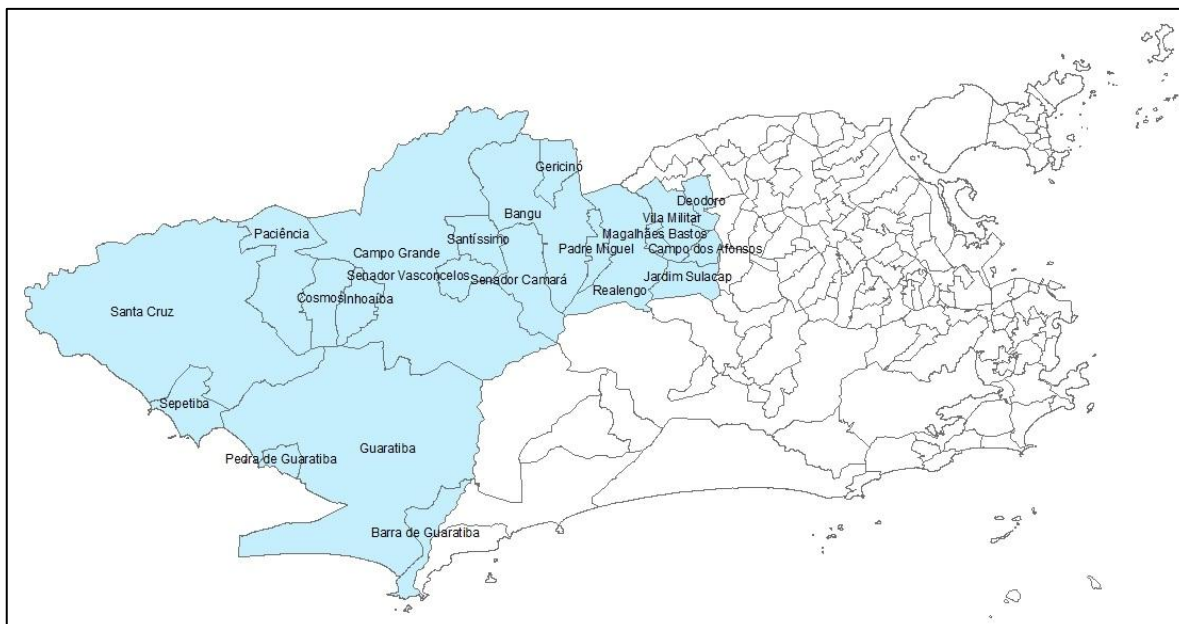 Gericinó
Deodoro
Bangu
Vila Militar
Paciência
Santíssimo
Magalhães Bastos
Campo Grande
Padre Miguel
Campo dos Afonsos
Senador Vasconcelos
Senador Camará
Jardim Sulacap
Cosmos
Inhoaíba
Realengo
Santa Cruz
Sepetiba
Guaratiba
Pedra de Guaratiba
Barra de Guaratiba